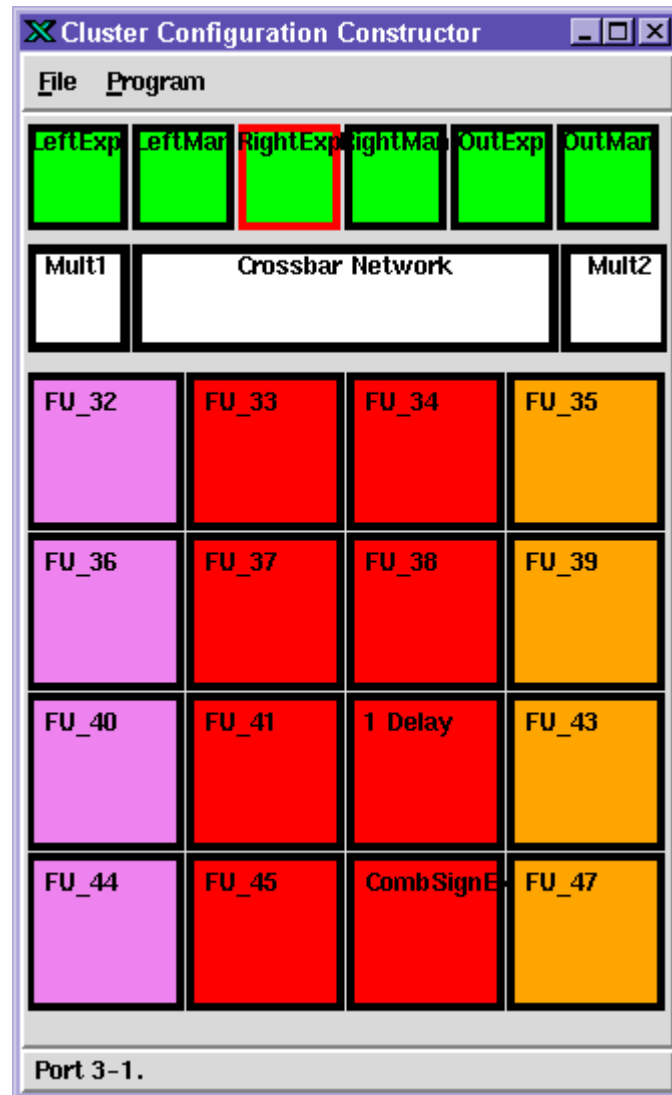 Cluster Configuration Constructor
File Program
LeftExp LeftMan RightExp RightMan OutExp OutMan
Mult1 Crossbar Network Mult2
FU_32 FU_33 FU_34 FU_35
FU_36 FU_37 FU_38 FU_39
FU_40 FU_41 1 Delay FU_43
FU_44 FU_45 CombSignE FU_47
Port 3-1.